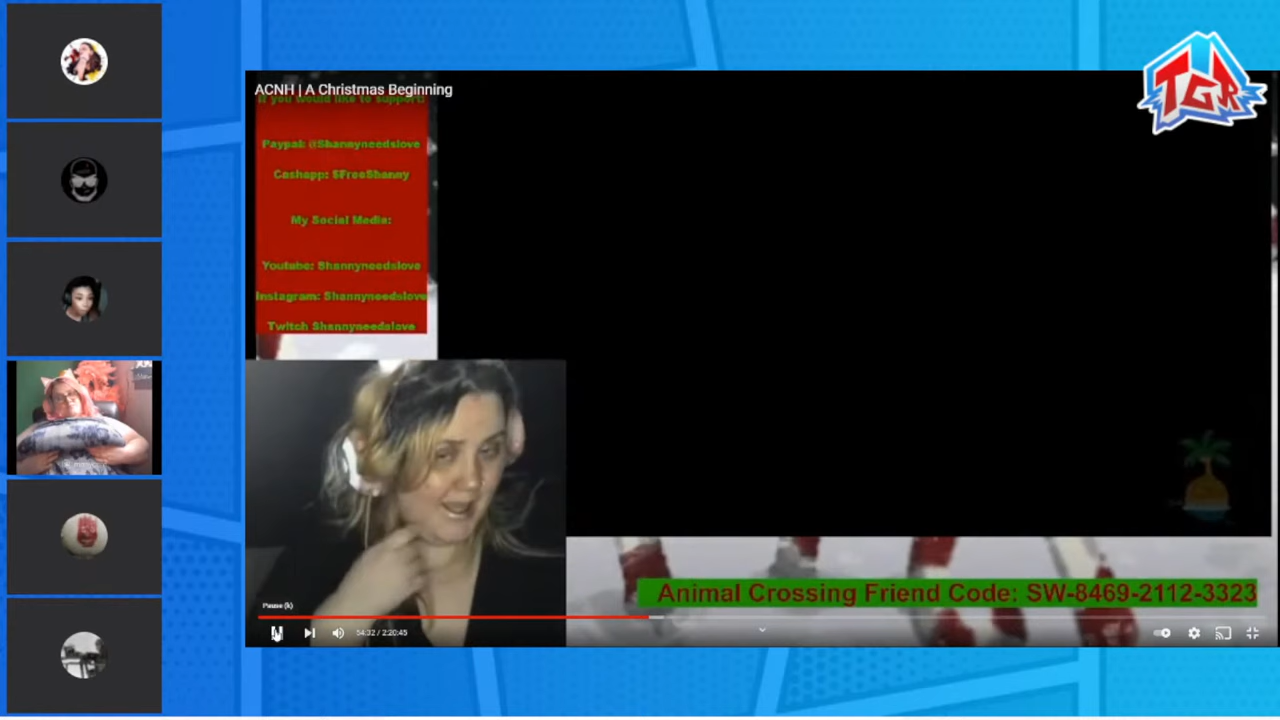 ACNH | A Christmas Beginning
If you would like to support:
Paypal: @Shannyneedslove
Cashapp: $FreeShanny
My Social Media:
Youtube: Shannyneedslove
Instagram: Shannyneedslove
Twitch Shannyneedslove
TGR
Animal Crossing Friend Code: SW-8469-2112-3323
Pause (k)
54:32 / 2:20:45